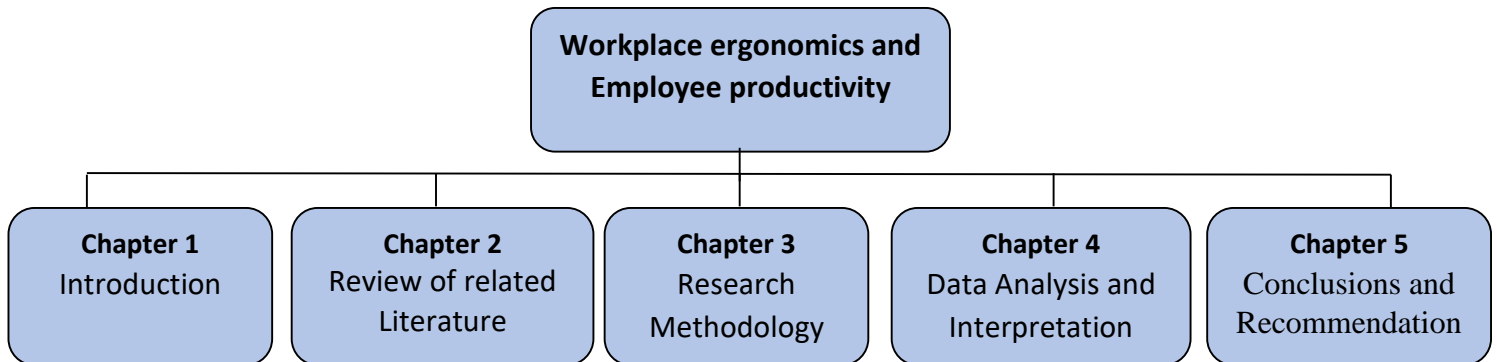 Workplace ergonomics and
Employee productivity
Chapter 1
Introduction
Chapter 2
Review of related
Literature
Chapter 3
Research
Methodology
Chapter 4
Data Analysis and
Interpretation
Chapter 5
Conclusions and
Recommendation